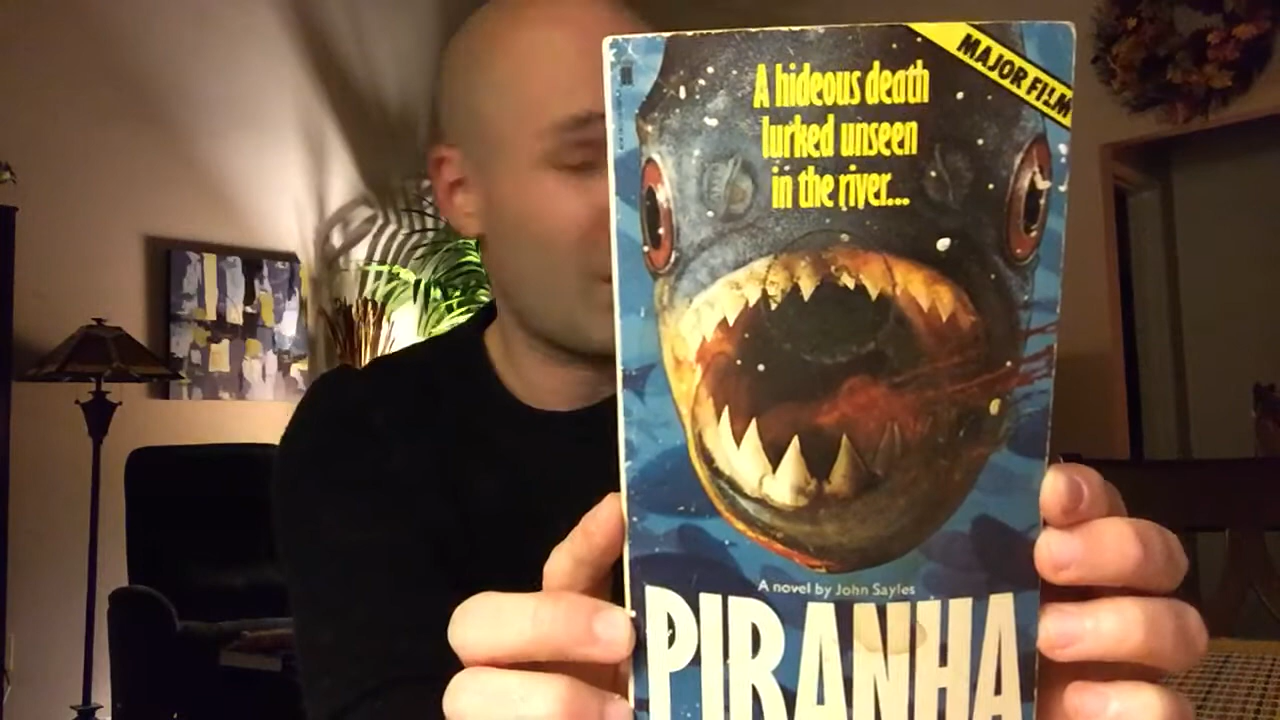 MAJOR FILM
A hideous death
lurked unseen
in the river...
A novel by John Sayles
PIRANHA